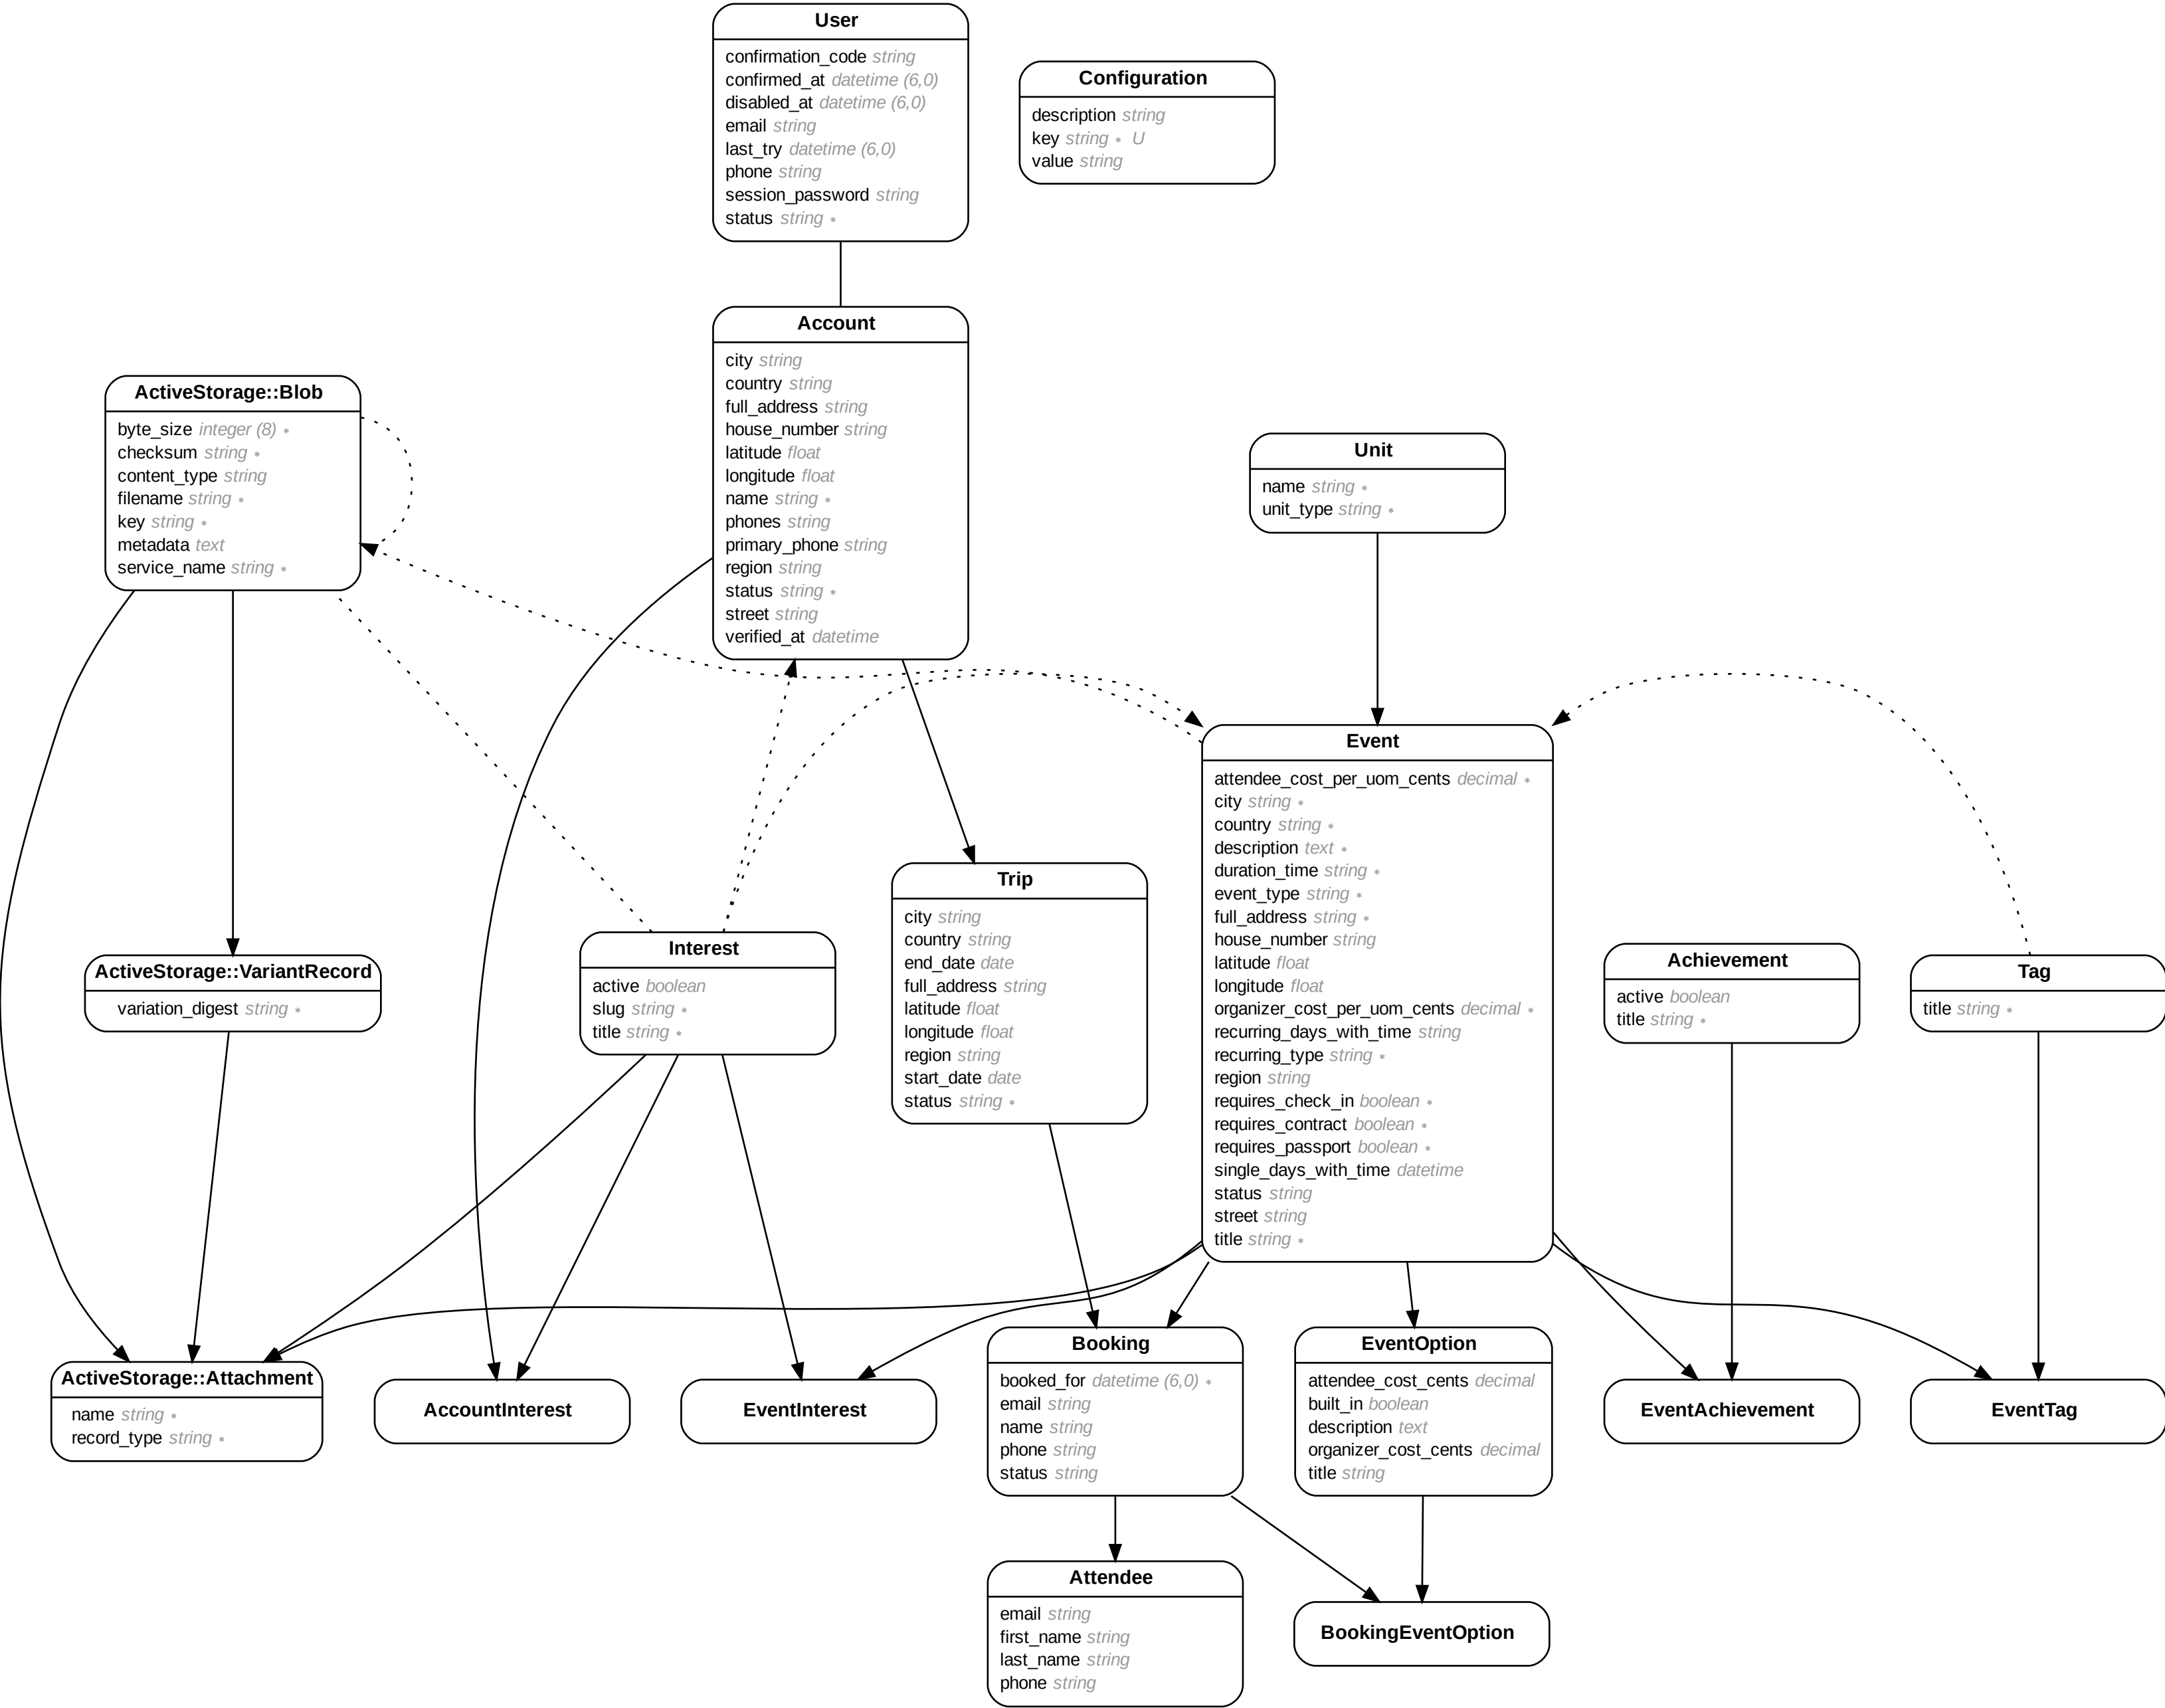 User
confirmation_code string
confirmed_at datetime (6,0)
disabled_at datetime (6,0)
email string
last_try datetime (6,0)
phone string
session_password string
status string *
Configuration
description string
key string * U
value string
Account
city string
country string
full_address string
house_number string
latitude float
longitude float
name string *
phones string
primary_phone string
region string
status string *
street string
verified_at datetime
ActiveStorage::Blob
byte_size integer (8) *
checksum string *
content_type string
filename string *
key string *
metadata text
service_name string *
Unit
name string *
unit_type string *
Event
attendee_cost_per_uom_cents decimal *
city string *
country string *
description text *
duration_time string *
event_type string *
full_address string *
house_number string
latitude float
longitude float
organizer_cost_per_uom_cents decimal *
recurring_days_with_time string
recurring_type string *
region string
requires_check_in boolean *
requires_contract boolean *
requires_passport boolean *
single_days_with_time datetime
status string
street string
title string *
Trip
city string
country string
end_date date
full_address string
latitude float
longitude float
region string
start_date date
status string *
Interest
active boolean
slug string *
title string *
ActiveStorage::VariantRecord
variation_digest string *
Achievement
active boolean
title string *
Tag
title string *
ActiveStorage::Attachment
name string *
record_type string *
AccountInterest
EventInterest
Booking
booked_for datetime (6,0) *
email string
name string
phone string
status string
EventOption
attendee_cost_cents decimal
built_in boolean
description text
organizer_cost_cents decimal
title string
EventAchievement
EventTag
Attendee
email string
first_name string
last_name string
phone string
BookingEventOption